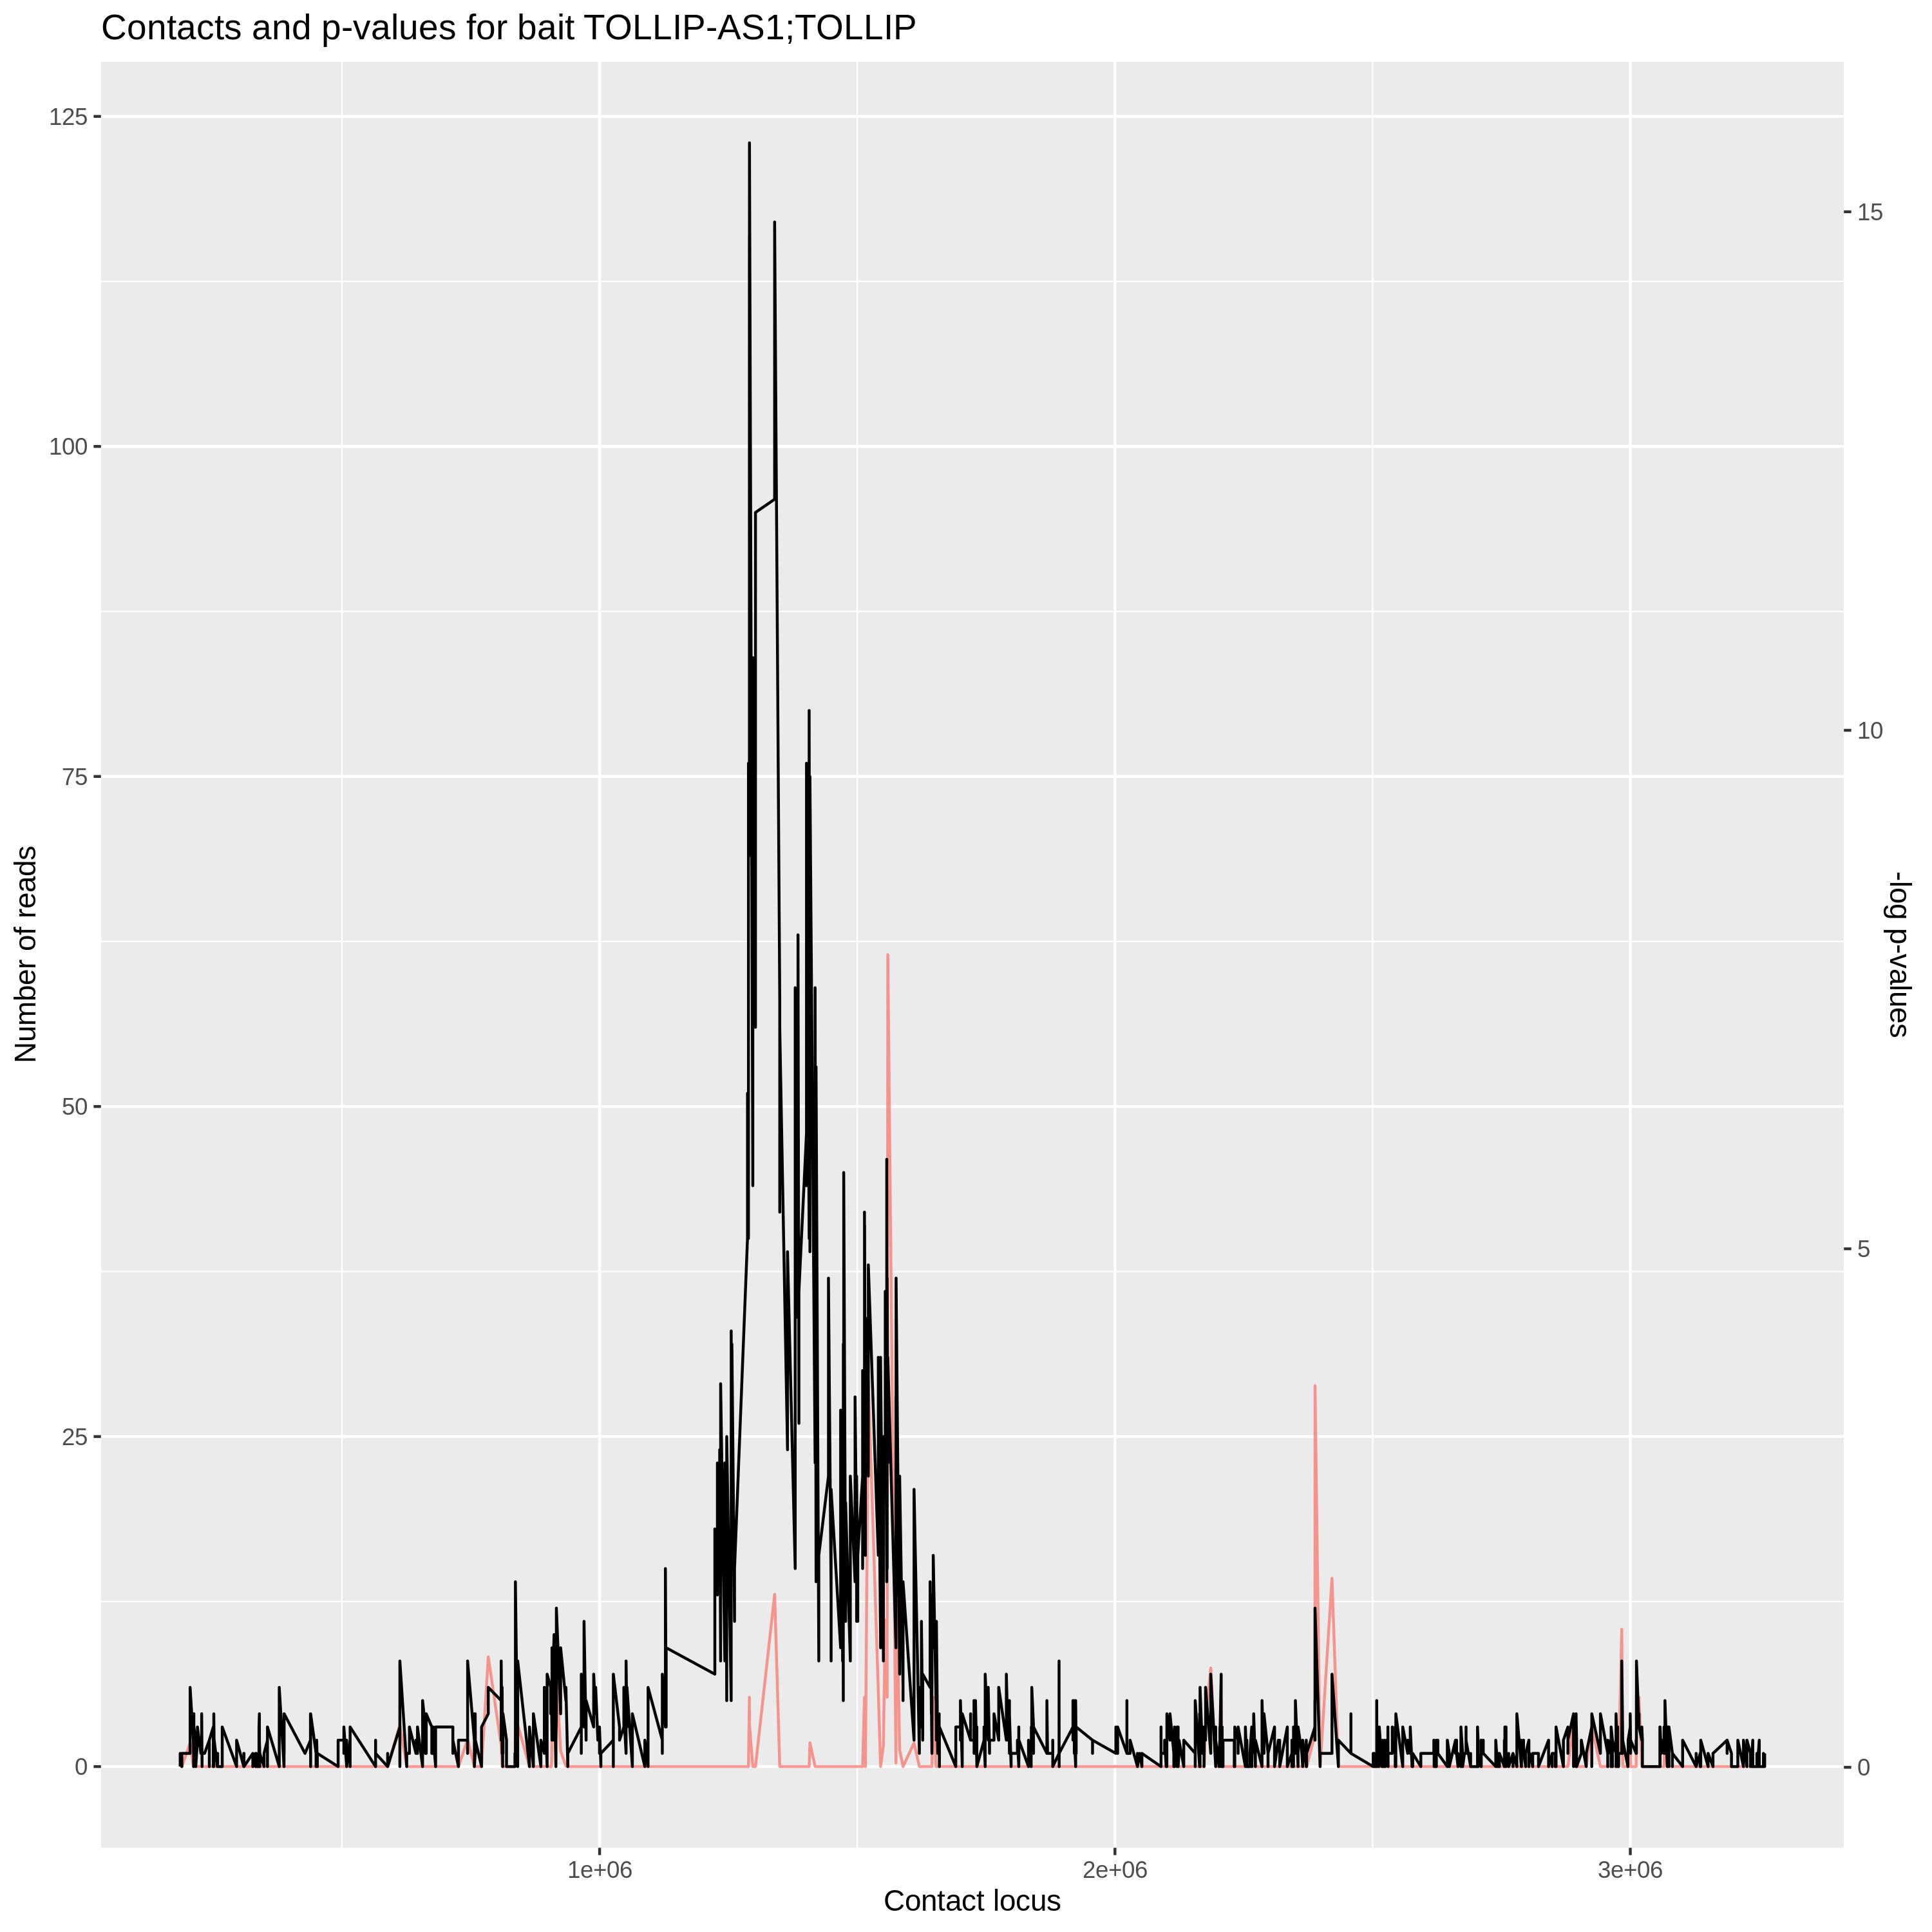 Contacts and p-values for bait TOLLIP-AS1;TOLLIP
125
100
75
50
25
0
Number of reads
15
10
5
0
-log p-values
1e+06
2e+06
3e+06
Contact locus